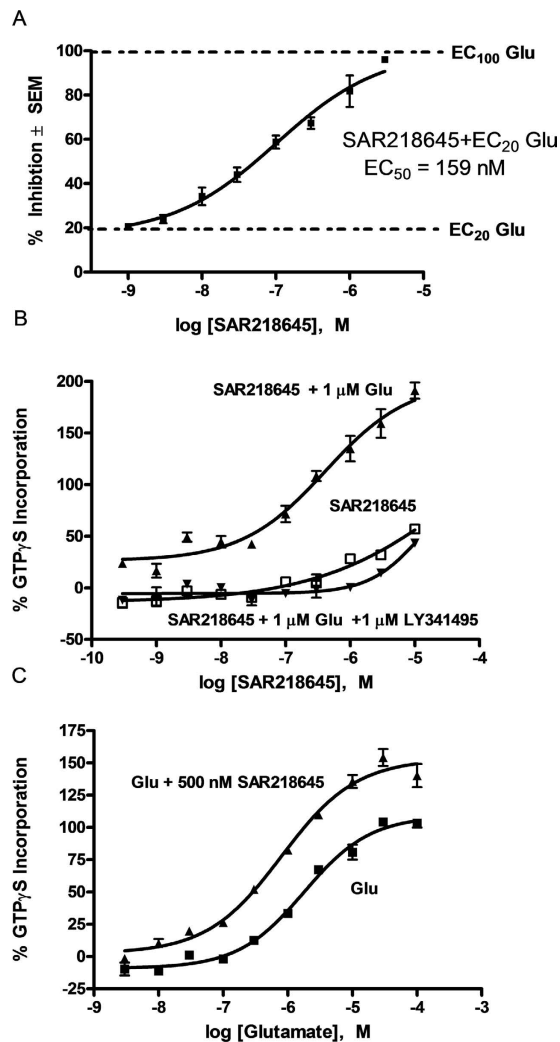 A
100
80
60
40
20
0
% Inhibtion ± SEM
EC100 Glu
SAR218645+EC20 Glu
EC50 = 159 nM
EC20 Glu
-9 -8 -7 -6 -5
log [SAR218645], M
B
200
150
100
50
0
-50
% GTPγS Incorporation
SAR218645 + 1 μM Glu
SAR218645
SAR218645 + 1 μM Glu +1 μM LY341495
-10 -9 -8 -7 -6 -5 -4
log [SAR218645], M
C
175
150
125
100
75
50
25
0
-25
% GTPγS Incorporation
Glu + 500 nM SAR218645
Glu
-9 -8 -7 -6 -5 -4 -3
log [Glutamate], M